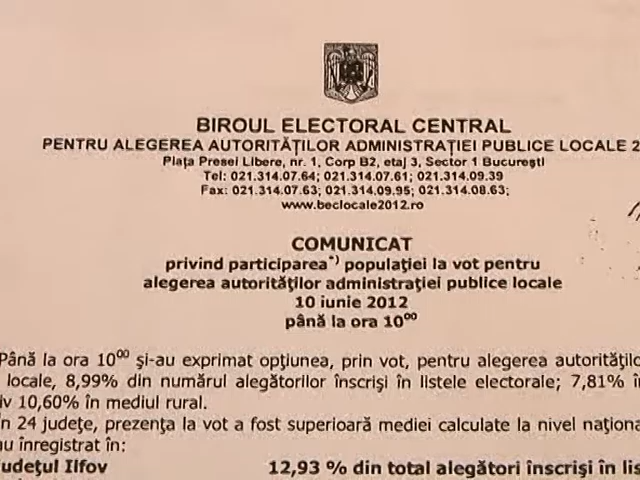 BIROUL ELECTORAL CENTRAL
PENTRU ALEGEREA AUTORITĂȚILOR ADMINISTRAȚIEI PUBLICE LOCALE 2
Piața Presei Libere, nr. 1, Corp B2, etaj 3, Sector 1 București
Tel: 021.314.07.64; 021.314.07.61; 021.314.09.39
Fax: 021.314.07.63; 021.314.09.95; 021.314.08.63;
www.beclocale2012.ro
COMUNICAT
privind participarea*) populației la vot pentru
alegerea autorităților administrației publice locale
10 iunie 2012
până la ora 10⁰⁰
Până la ora 10⁰⁰ și-au exprimat opțiunea, prin vot, pentru alegerea autoritățilo
locale, 8,99% din numărul alegătorilor înscriși în listele electorale; 7,81% în
iv 10,60% în mediul rural.
În 24 județe, prezența la vot a fost superioară mediei calculate la nivel naționa
au înregistrat în:
udețul Ilfov 12,93 % din total alegători înscriși în lis